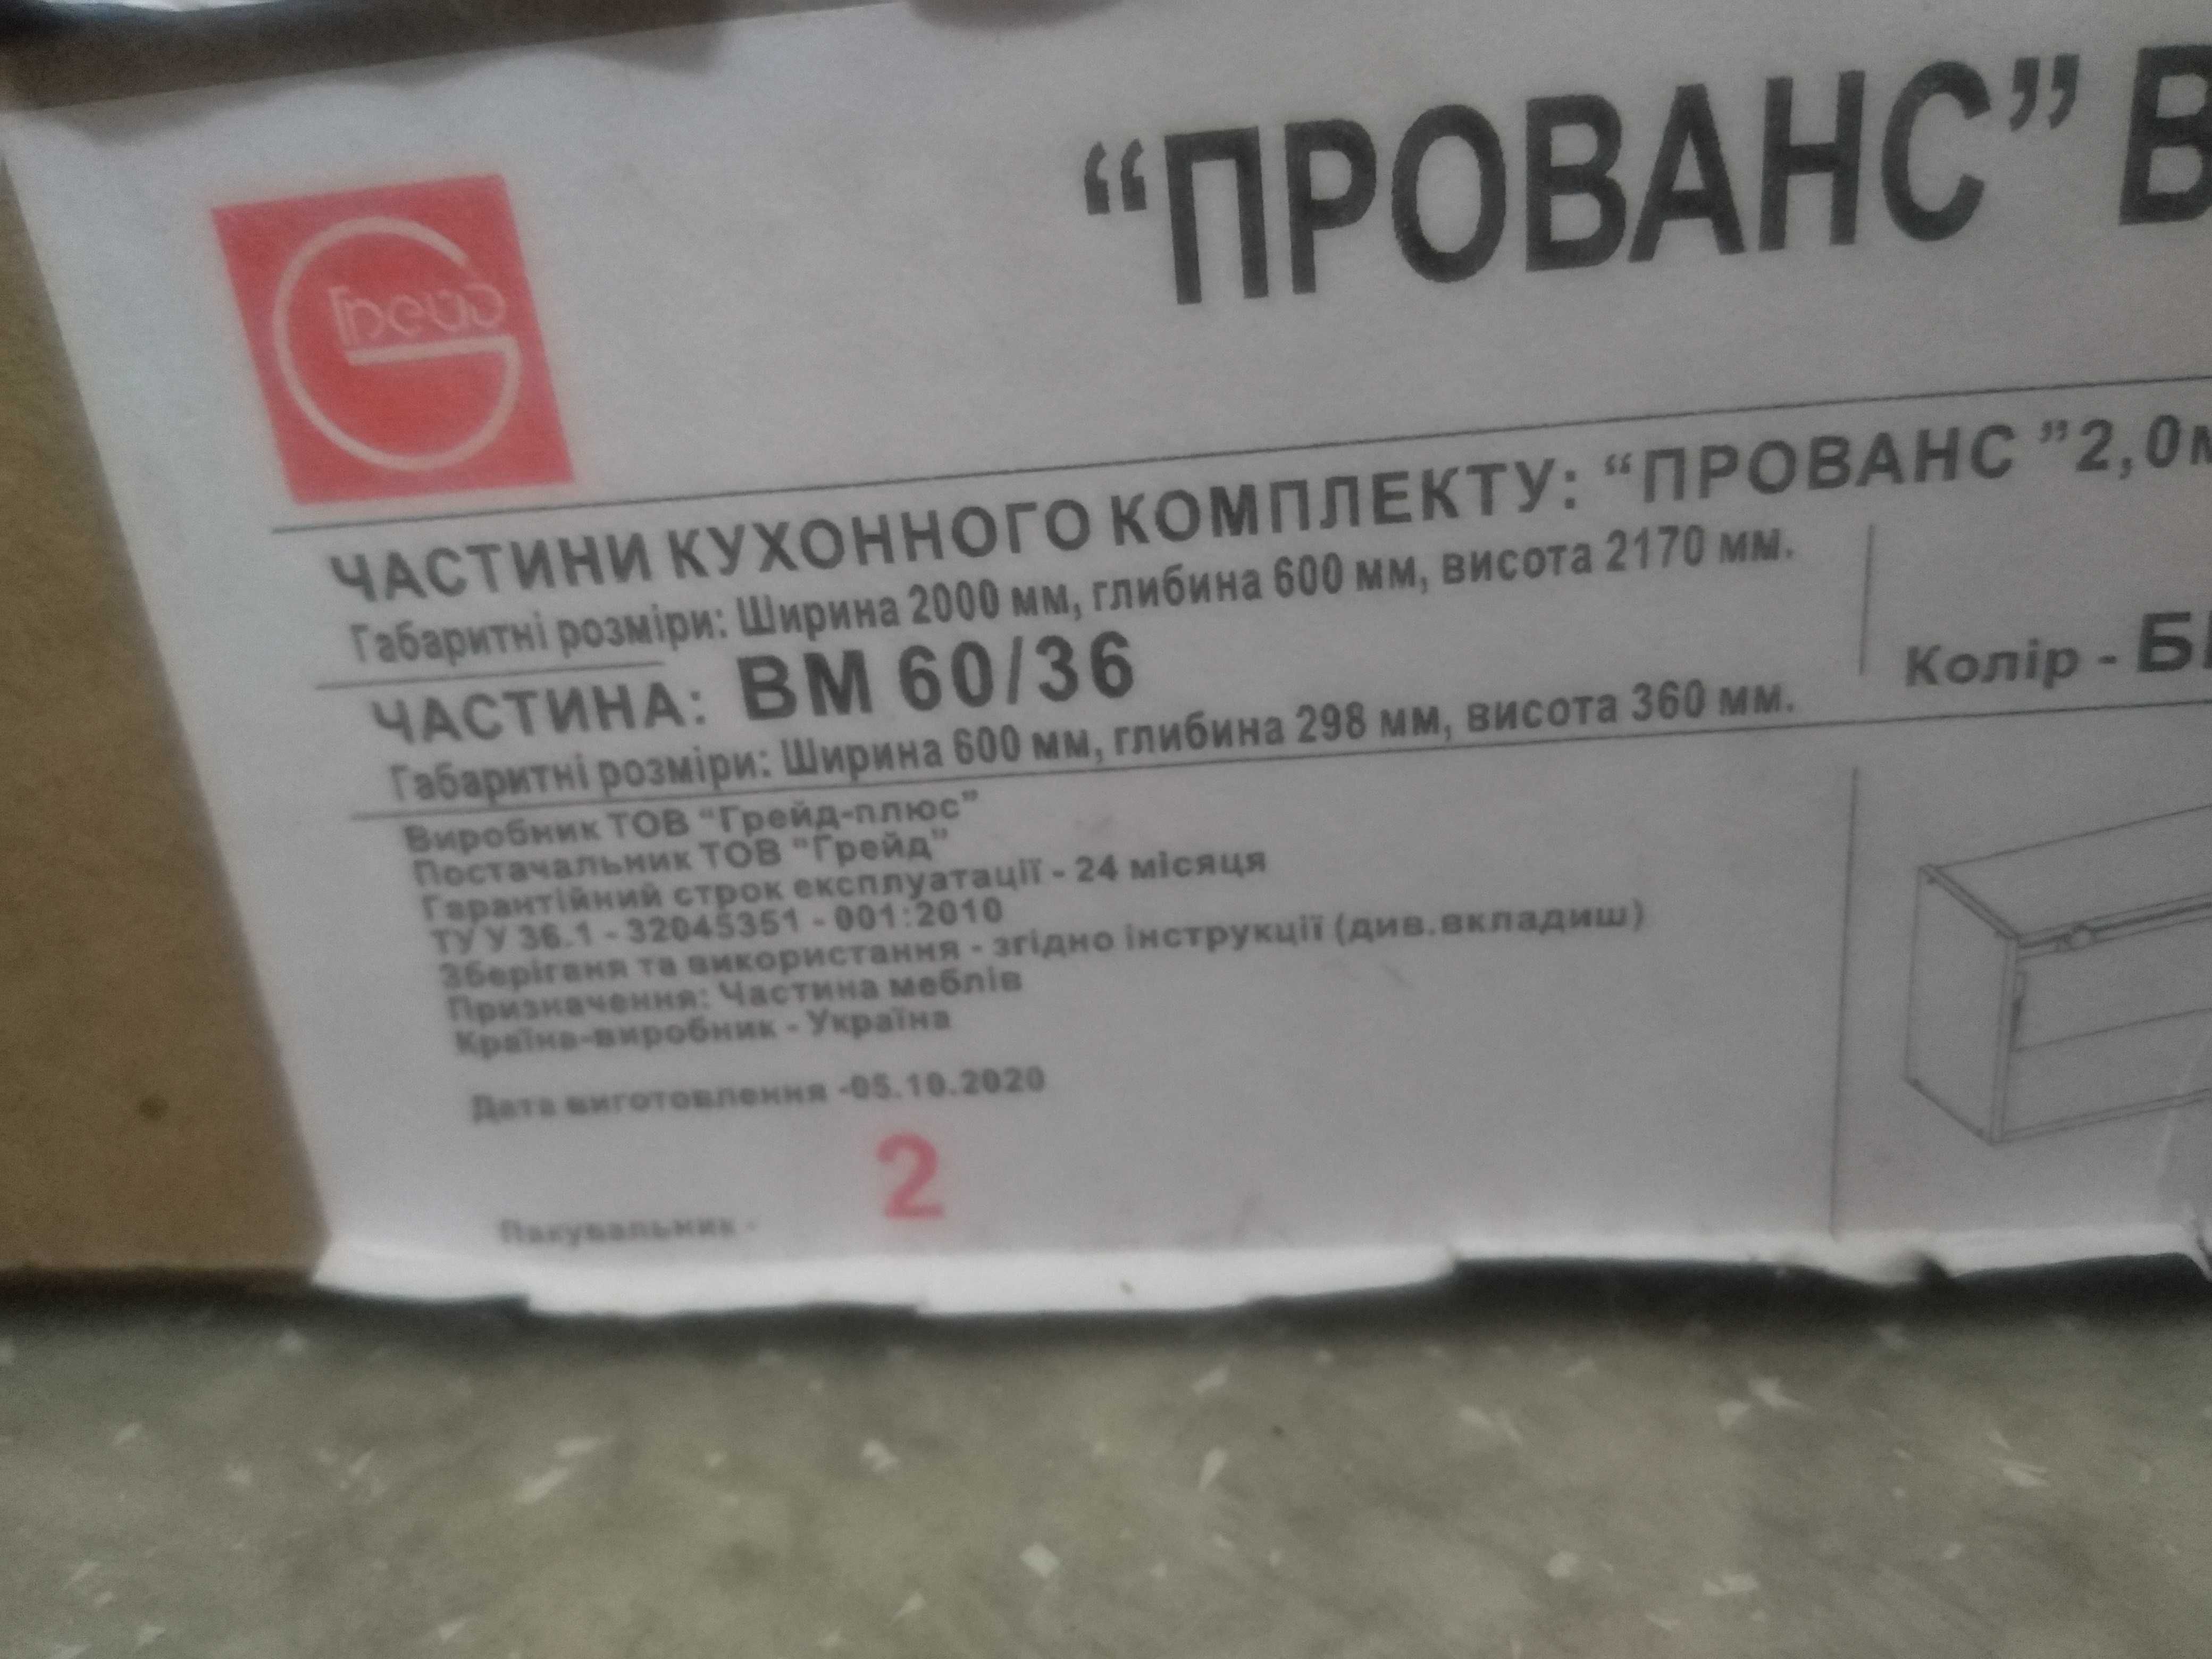 Грейд
“ПРОВАНС” В
ЧАСТИНИ КУХОННОГО КОМПЛЕКТУ: “ПРОВАНС ”2,0м
Габаритні розміри: Ширина 2000 мм, глибина 600 мм, висота 2170 мм.
ЧАСТИНА: ВМ 60/36
Колір -
Габаритні розміри: Ширина 600 мм, глибина 298 мм, висота 360 мм.
Виробник ТОВ “Грейд-плюс”
Постачальник ТОВ “Грейд”
Гарантійний строк експлуатації - 24 місяця
ТУ У 36.1 - 32045351 - 001:2010
Зберіганя та використання - згідно інструкції (див.вкладиш)
Призначення: Частина меблів
Країна-виробник - Україна
Дата виготовлення -05.10.2020
2
Пакувальник -